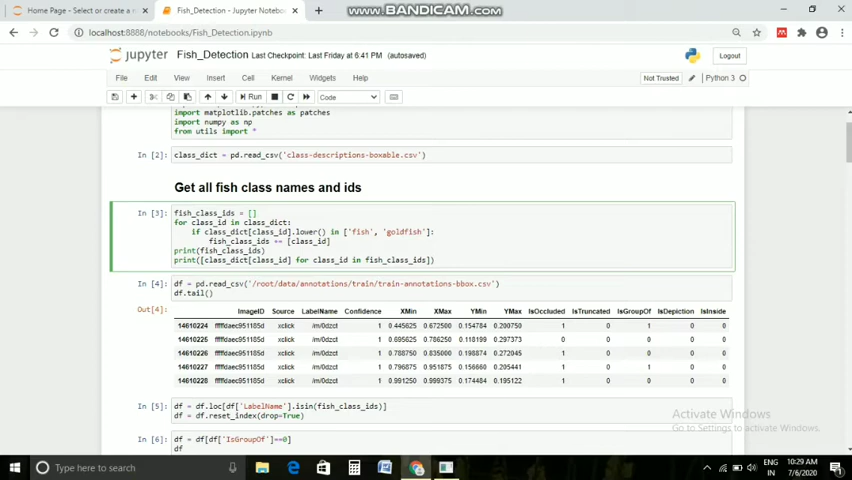 www.BANDICAM.com
Home Page - Select or create a n
Fish_Detection - Jupyter Notebook
localhost:8888/notebooks/Fish_Detection.ipynb
jupyter Fish_Detection Last Checkpoint: Last Friday at 6:41 PM (autosaved)
Logout
File Edit View Insert Cell Kernel Widgets Help
Not Trusted Python 3
Run Code
import matplotlib.patches as patches
import numpy as np
from utils import *
In [2]: class_dict = pd.read_csv('class-descriptions-boxable.csv')
Get all fish class names and ids
In [3]: fish_class_ids = []
for class_id in class_dict:
if class_dict[class_id].lower() in ['fish', 'goldfish']:
fish_class_ids += [class_id]
print(fish_class_ids)
print([class_dict[class_id] for class_id in fish_class_ids])
In [4]: df = pd.read_csv('/root/data/annotations/train/train-annotations-bbox.csv')
df.tail()
Out[4]: ImageID Source LabelName Confidence XMin XMax YMin YMax IsOccluded IsTruncated IsGroupOf IsDepiction IsInside
14610224 fffffdaec951185d xclick /m/0dzct 1 0.445625 0.672500 0.154784 0.200750 1 0 1 0 0
14610225 fffffdaec951185d xclick /m/0dzct 1 0.695625 0.786250 0.118199 0.297373 0 0 0 0 0
14610226 fffffdaec951185d xclick /m/0dzct 1 0.788750 0.835000 0.198874 0.272045 1 0 0 0 0
14610227 fffffdaec951185d xclick /m/0dzct 1 0.796875 0.951875 0.156660 0.205441 1 0 1 0 0
14610228 fffffdaec951185d xclick /m/0dzct 1 0.991250 0.999375 0.174484 0.195122 1 0 0 0 0
In [5]: df = df.loc[df['LabelName'].isin(fish_class_ids)]
df = df.reset_index(drop=True)
In [6]: df = df[df['IsGroupOf']==0]
df
Activate Windows
Go to Settings to activate Windows.
Type here to search
ENG 10:29 AM
IN 7/6/2020